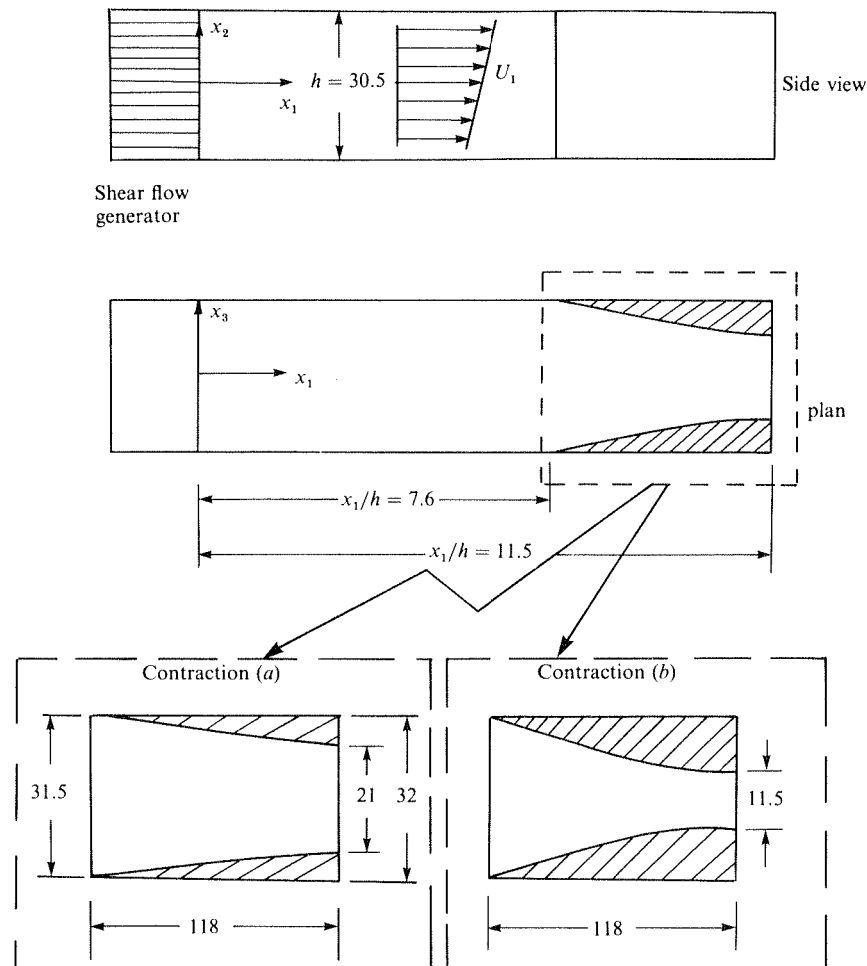 x₂
x₁
h = 30.5
U₁
Side view
Shear flow
generator
x₃
x₁
plan
x₁/h = 7.6
x₁/h = 11.5
Contraction (a)
31.5
21
32
118
Contraction (b)
11.5
118